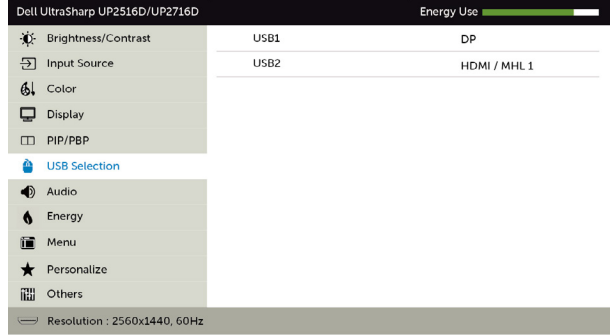 Dell UltraSharp UP2516D/UP2716D Energy Use
Brightness/Contrast USB1 DP
Input Source USB2 HDMI / MHL 1
Color
Display
PIP/PBP
USB Selection
Audio
Energy
Menu
Personalize
Others
Resolution : 2560x1440, 60Hz